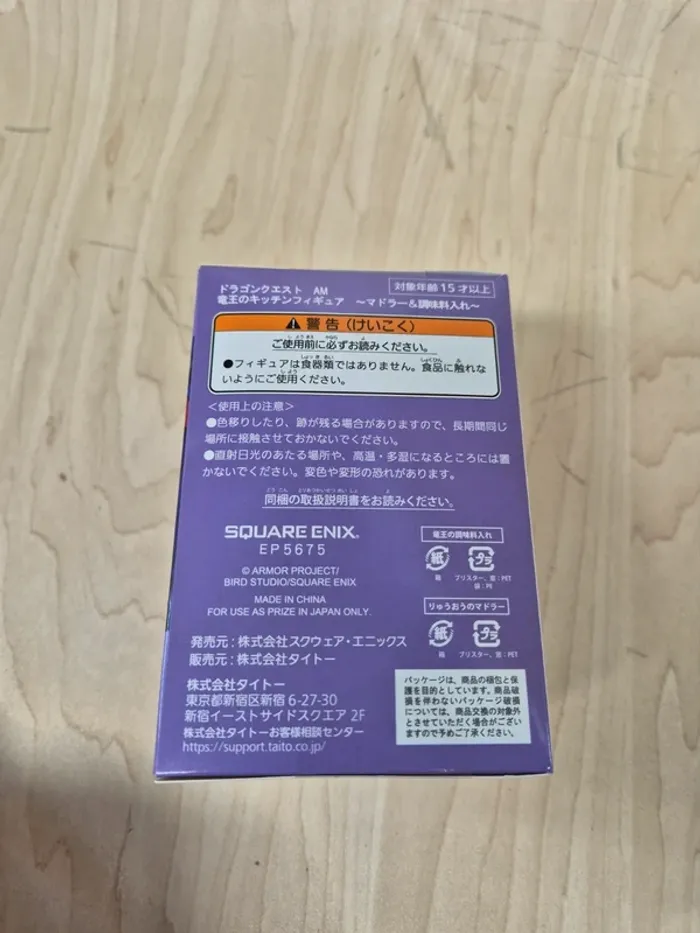 ドラゴンクエスト AM
対象年齢15才以上
竜王のキッチンフィギュア ～マドラー&調味料入れ～
警告(けいこく)
ご使用前に必ずお読みください。
●フィギュアは食器類ではありません。食品に触れな
いようにご使用ください。
<使用上の注意>
●色移りしたり、跡が残る場合がありますので、長期間同じ
場所に接触させておかないでください。
●直射日光のあたる場所や、高温・多湿になるところには置
かないでください。変色や変形の恐れがあります。
同梱の取扱説明書をお読みください。
SQUARE ENIX®
EP5675
© ARMOR PROJECT/
BIRD STUDIO/SQUARE ENIX
MADE IN CHINA
FOR USE AS PRIZE IN JAPAN ONLY.
竜王の調味料入れ
紙 プラ
箱 ブリスター、窓:PET
袋:PE
りゅうおうのマドラー
紙 プラ
箱 ブリスター、窓:PET
発売元:株式会社スクウェア・エニックス
販売元:株式会社タイトー
株式会社タイトー
東京都新宿区新宿6-27-30
新宿イーストサイドスクエア 2F
株式会社タイトーお客様相談センター
https://support.taito.co.jp/
パッケージは、商品の梱包と保
護を目的としています。商品破
損を伴わないパッケージ破損
については、商品交換の対象外
とさせていただく場合がござい
ますので予めご了承ください。